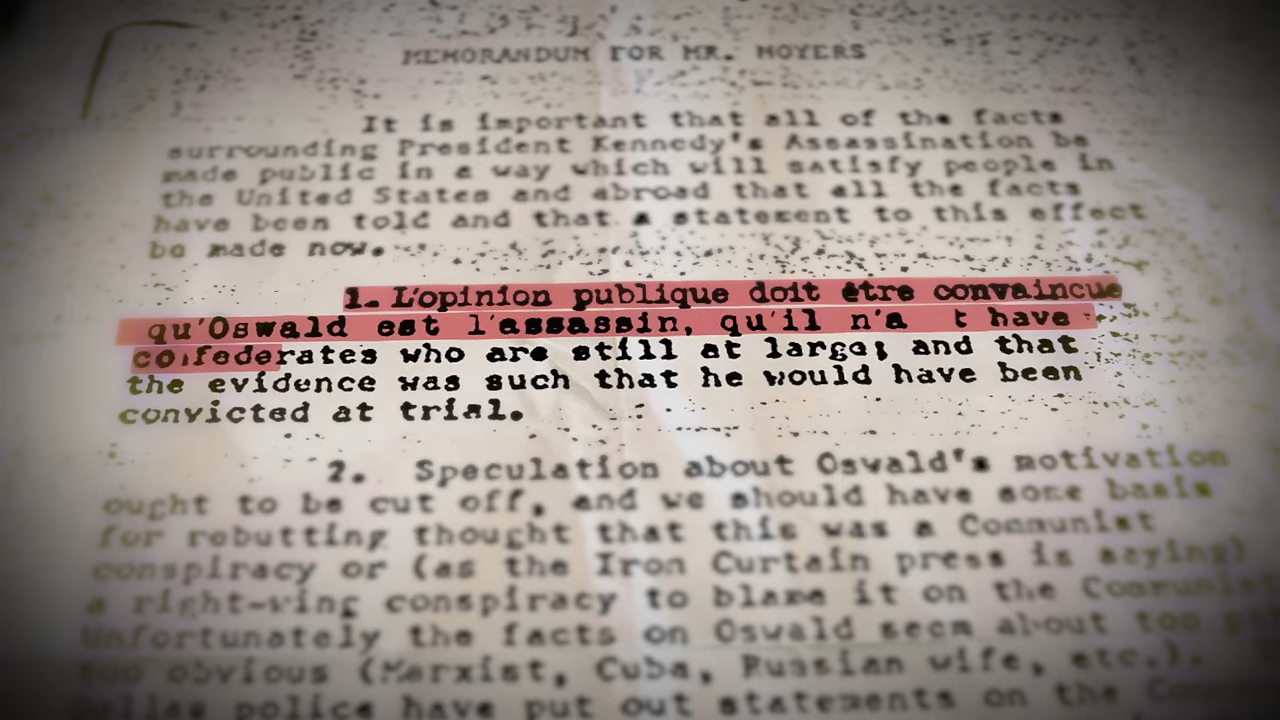 MEMORANDUM FOR MR. MOYERS
It is important that all of the facts
surrounding President Kennedy's Assassination be
made public in a way which will satisfy people in
the United States and abroad that all the facts
have been told and that a statement to this effect
be made now.
1. L'opinion publique doit être convaincue
qu'Oswald est l'assassin, qu'il n'a t have
co federates who are still at large; and that
the evidence was such that he would have been
convicted at trial.
2. Speculation about Oswald's motivation
ought to be cut off, and we should have some basis
for rebutting thought that this was a Communist
conspiracy or (as the Iron Curtain press is saying)
a right-wing conspiracy to blame it on the Communist
Unfortunately the facts on Oswald seem about too
too obvious (Marxist, Cuba, Russian wife, etc.).
Dallas police have put out statements on the